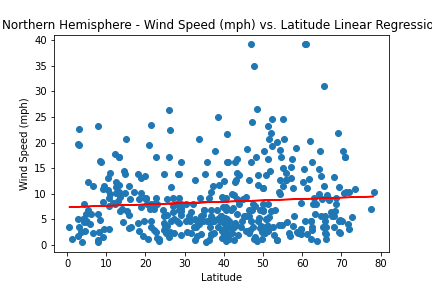 Northern Hemisphere - Wind Speed (mph) vs. Latitude Linear Regressio
Wind Speed (mph)
40
35
30
25
20
15
10
5
0
0 10 20 30 40 50 60 70 80
Latitude